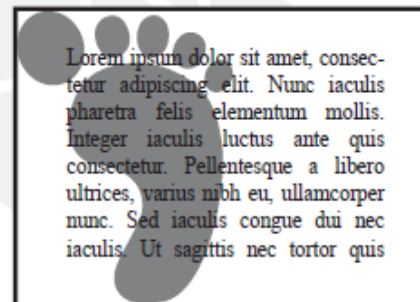 Lorem ipsum dolor sit amet, consec-
tetur adipiscing elit. Nunc iaculis
pharetra felis elementum mollis.
Integer iaculis luctus ante quis
consectetur. Pellentesque a libero
ultrices, varius nibh eu, ullamcorper
nunc. Sed iaculis congue dui nec
iaculis. Ut sagittis nec tortor quis